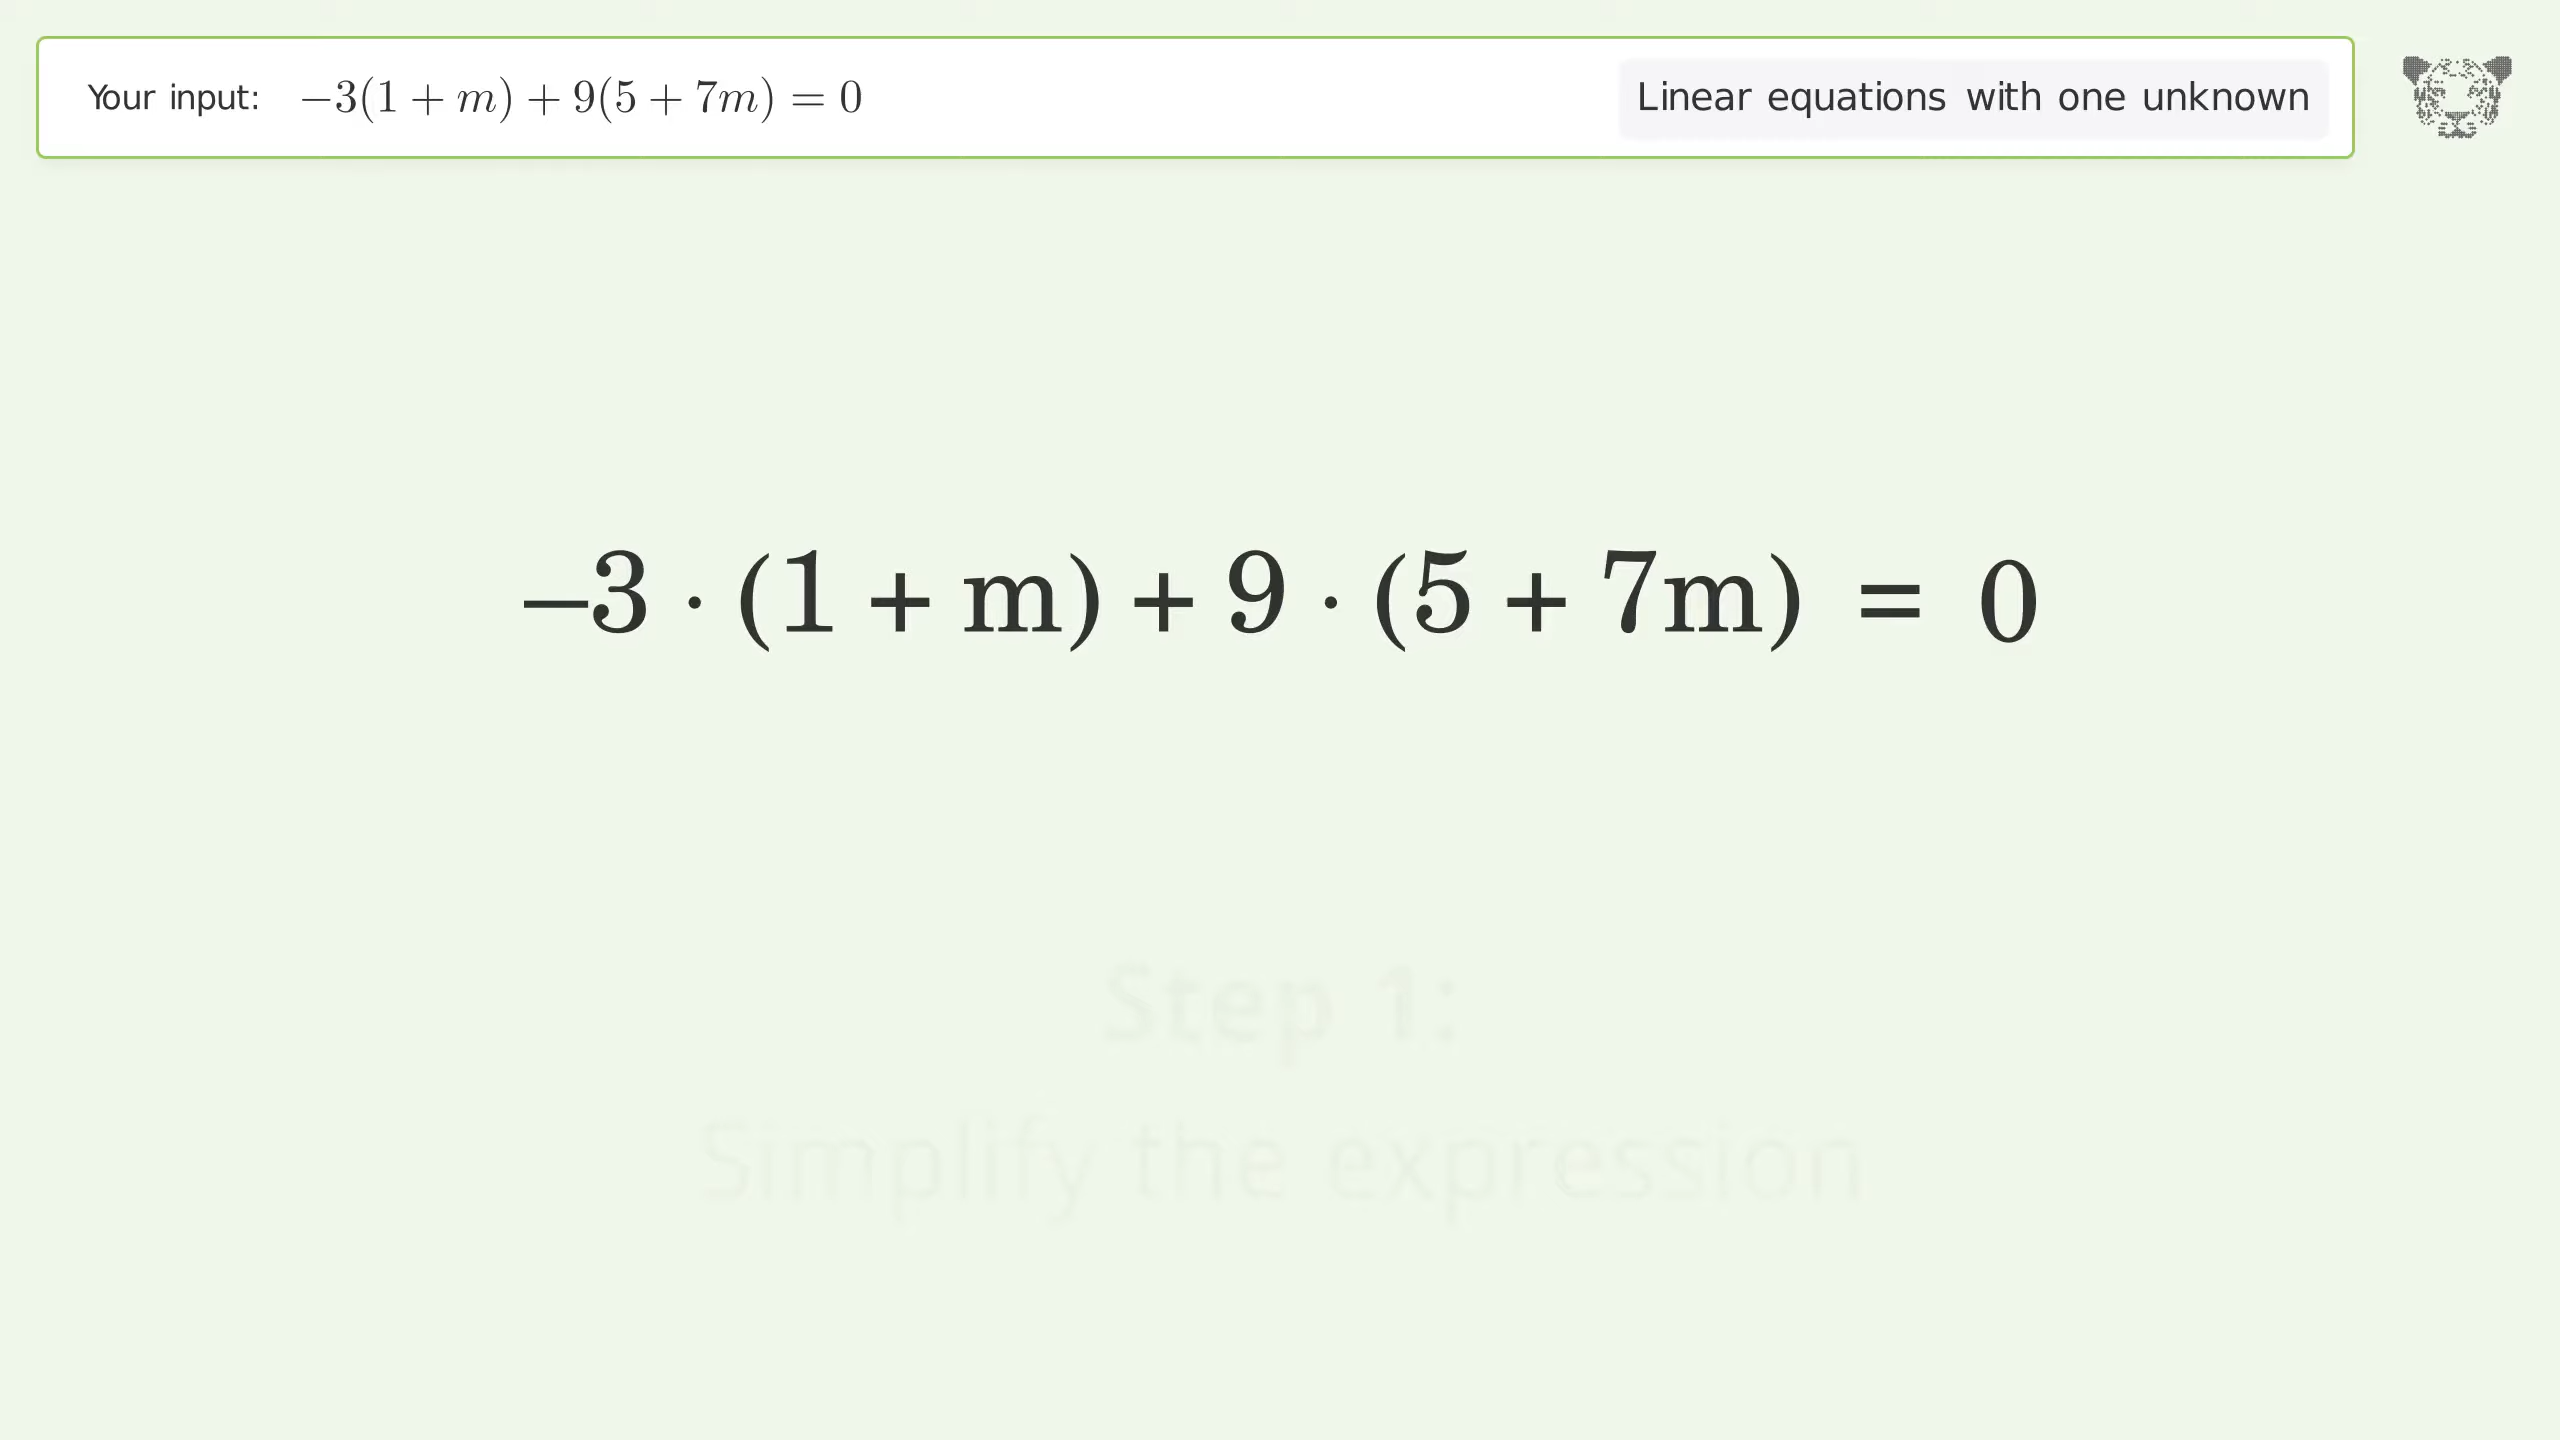 Your input: −3(1 + m) + 9(5 + 7m) = 0
Linear equations with one unknown
−3 · (1 + m) + 9 · (5 + 7m) = 0
Step 1:
Simplify the expression